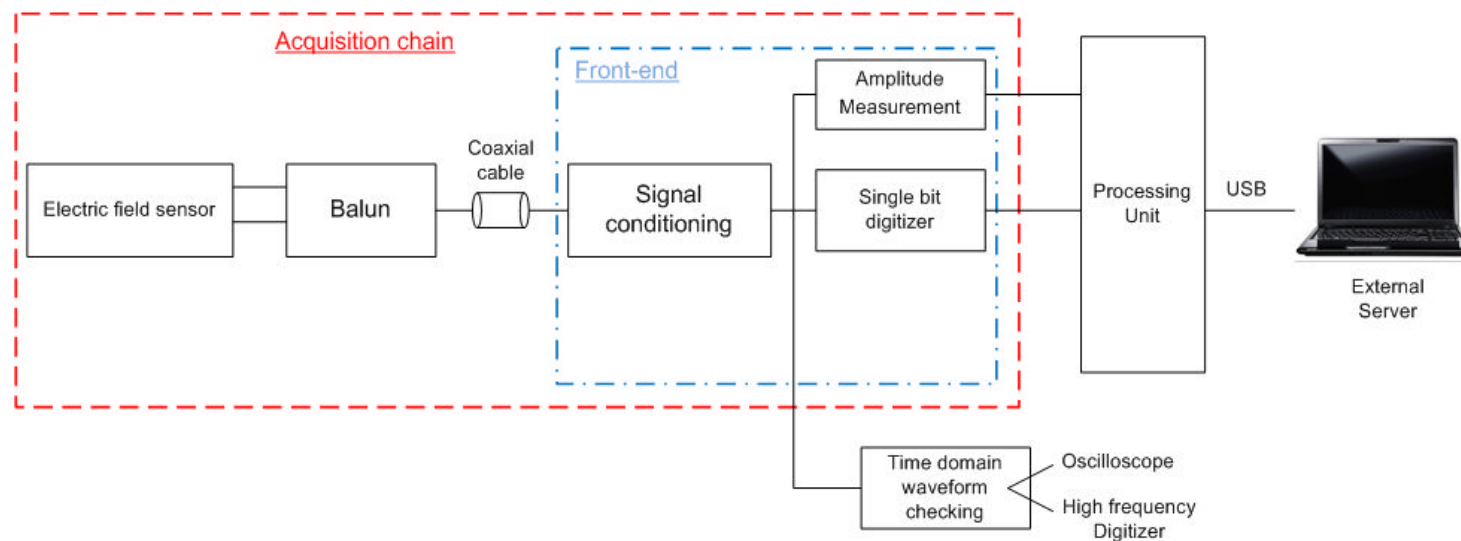 Acquisition chain
Front-end
Amplitude
Measurement
Coaxial
cable
Electric field sensor
Balun
Signal
conditioning
Single bit
digitizer
Processing
Unit
USB
External
Server
Time domain
waveform
checking
Oscilloscope
High frequency
Digitizer